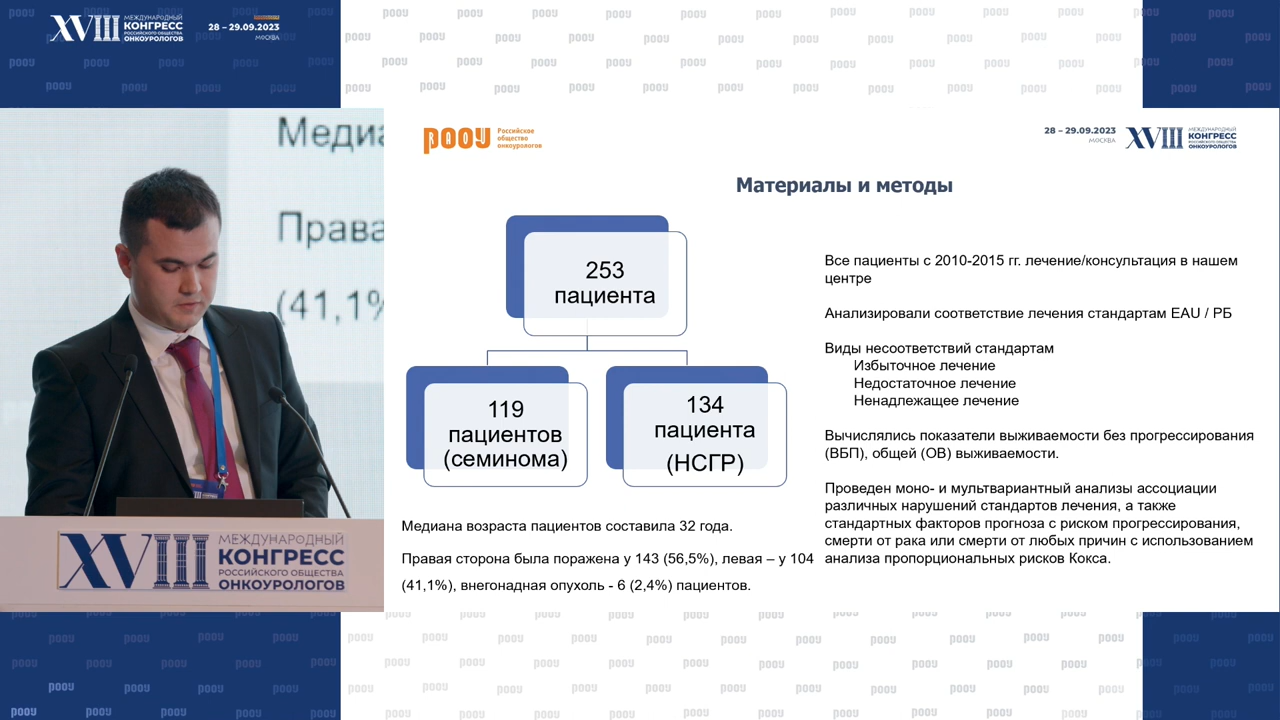 XVIII МЕЖДУНАРОДНЫЙ
КОНГРЕСС
РОССИЙСКОГО ОБЩЕСТВА
ОНКОУРОЛОГОВ
28 – 29.09.2023
МОСКВА
Медиа
Права
(41,1%
XVIII МЕЖДУНАРОДНЫЙ
КОНГРЕСС
РОССИЙСКОГО ОБЩЕСТВА
ОНКОУРОЛОГОВ
РООУ Российское
общество
онкоурологов
28 – 29.09.2023
МОСКВА
XVIII МЕЖДУНАРОДНЫЙ
КОНГРЕСС
РОССИЙСКОГО ОБЩЕСТВА
ОНКОУРОЛОГОВ
Материалы и методы
253
пациента
119
пациентов
(семинома)
134
пациента
(НСГР)
Медиана возраста пациентов составила 32 года.
Правая сторона была поражена у 143 (56,5%), левая – у 104
(41,1%), внегонадная опухоль - 6 (2,4%) пациентов.
Все пациенты с 2010-2015 гг. лечение/консультация в нашем
центре
Анализировали соответствие лечения стандартам EAU / РБ
Виды несоответствий стандартам
Избыточное лечение
Недостаточное лечение
Ненадлежащее лечение
Вычислялись показатели выживаемости без прогрессирования
(ВБП), общей (ОВ) выживаемости.
Проведен моно- и мультвариантный анализы ассоциации
различных нарушений стандартов лечения, а также
стандартных факторов прогноза с риском прогрессирования,
смерти от рака или смерти от любых причин с использованием
анализа пропорциональных рисков Кокса.